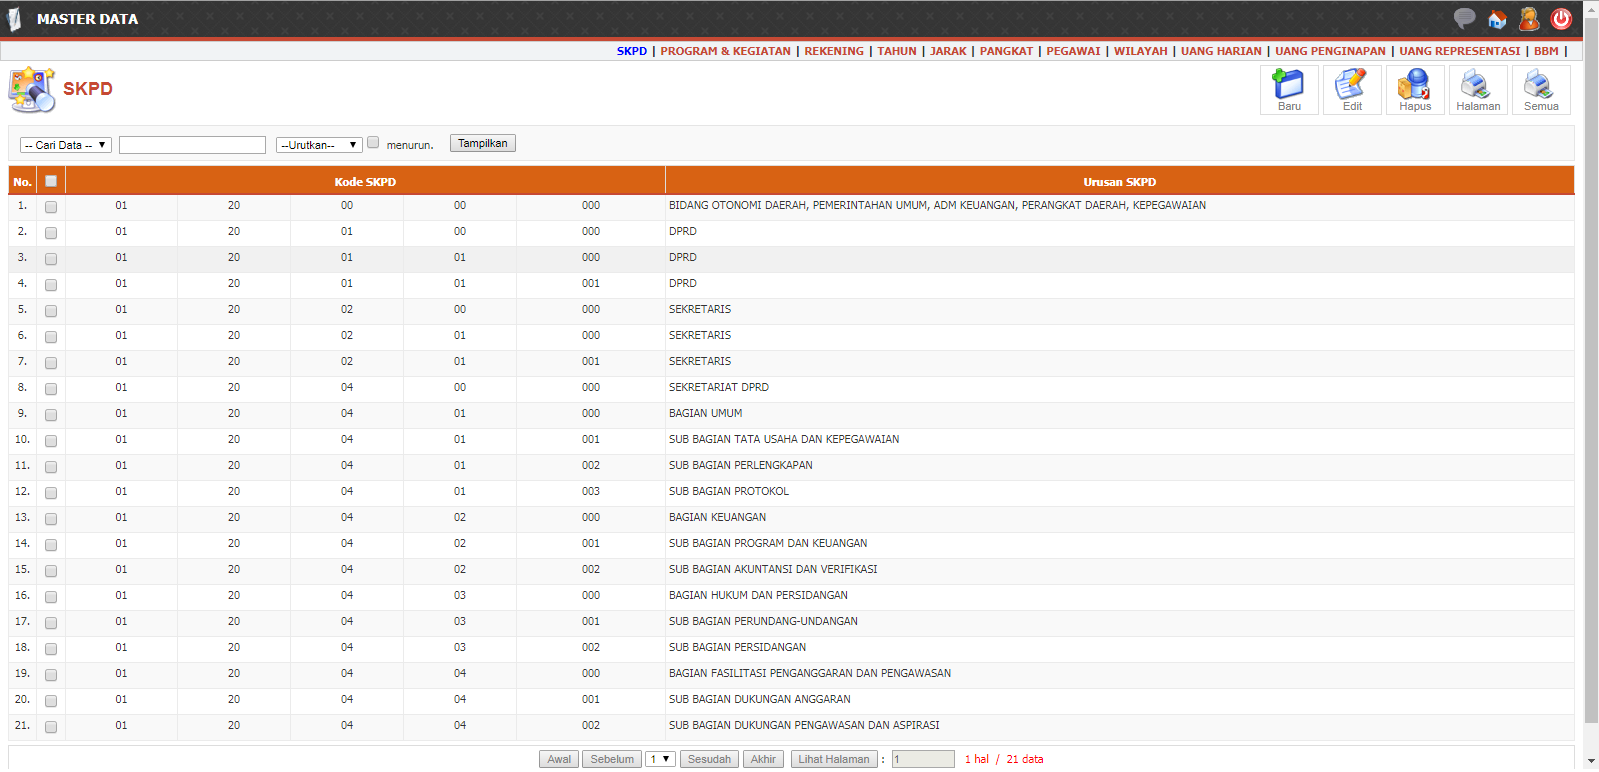 MASTER DATA
SKPD | PROGRAM & KEGIATAN | REKENING | TAHUN | JARAK | PANGKAT | PEGAWAI | WILAYAH | UANG HARIAN | UANG PENGINAPAN | UANG REPRESENTASI | BBM |
SKPD
Baru Edit Hapus Halaman Semua
-- Cari Data -- --Urutkan-- menurun. Tampilkan
No. Kode SKPD Urusan SKPD
1. 01 20 00 00 000 BIDANG OTONOMI DAERAH, PEMERINTAHAN UMUM, ADM KEUANGAN, PERANGKAT DAERAH, KEPEGAWAIAN
2. 01 20 01 00 000 DPRD
3. 01 20 01 01 000 DPRD
4. 01 20 01 01 001 DPRD
5. 01 20 02 00 000 SEKRETARIS
6. 01 20 02 01 000 SEKRETARIS
7. 01 20 02 01 001 SEKRETARIS
8. 01 20 04 00 000 SEKRETARIAT DPRD
9. 01 20 04 01 000 BAGIAN UMUM
10. 01 20 04 01 001 SUB BAGIAN TATA USAHA DAN KEPEGAWAIAN
11. 01 20 04 01 002 SUB BAGIAN PERLENGKAPAN
12. 01 20 04 01 003 SUB BAGIAN PROTOKOL
13. 01 20 04 02 000 BAGIAN KEUANGAN
14. 01 20 04 02 001 SUB BAGIAN PROGRAM DAN KEUANGAN
15. 01 20 04 02 002 SUB BAGIAN AKUNTANSI DAN VERIFIKASI
16. 01 20 04 03 000 BAGIAN HUKUM DAN PERSIDANGAN
17. 01 20 04 03 001 SUB BAGIAN PERUNDANG-UNDANGAN
18. 01 20 04 03 002 SUB BAGIAN PERSIDANGAN
19. 01 20 04 04 000 BAGIAN FASILITASI PENGANGGARAN DAN PENGAWASAN
20. 01 20 04 04 001 SUB BAGIAN DUKUNGAN ANGGARAN
21. 01 20 04 04 002 SUB BAGIAN DUKUNGAN PENGAWASAN DAN ASPIRASI
Awal Sebelum 1 Sesudah Akhir Lihat Halaman : 1 1 hal / 21 data